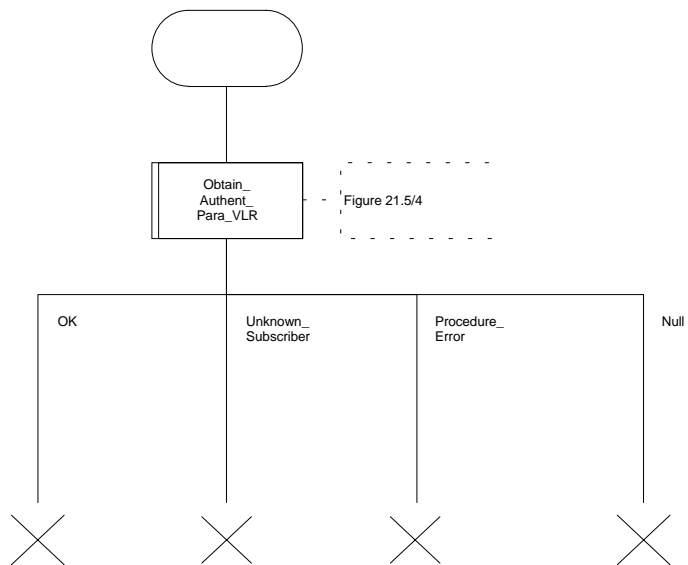 Obtain_
Authent_
Para_VLR
Figure 21.5/4
OK
Unknown_
Subscriber
Procedure_
Error
Null